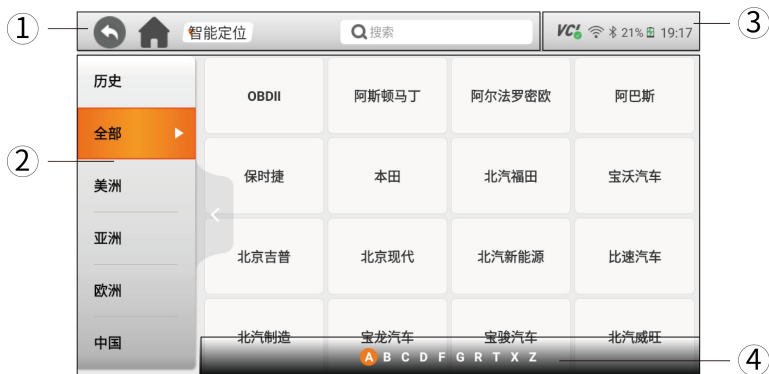 ①
智能定位
搜索
VCI
21%
19:17
③
历史
全部
美洲
亚洲
欧洲
中国
②
OBDII 阿斯顿马丁 阿尔法罗密欧 阿巴斯
保时捷 本田 北汽福田 宝沃汽车
北京吉普 北京现代 北汽新能源 比速汽车
北汽制造 宝龙汽车 宝骏汽车 北汽威旺
A B C D F G R T X Z
④